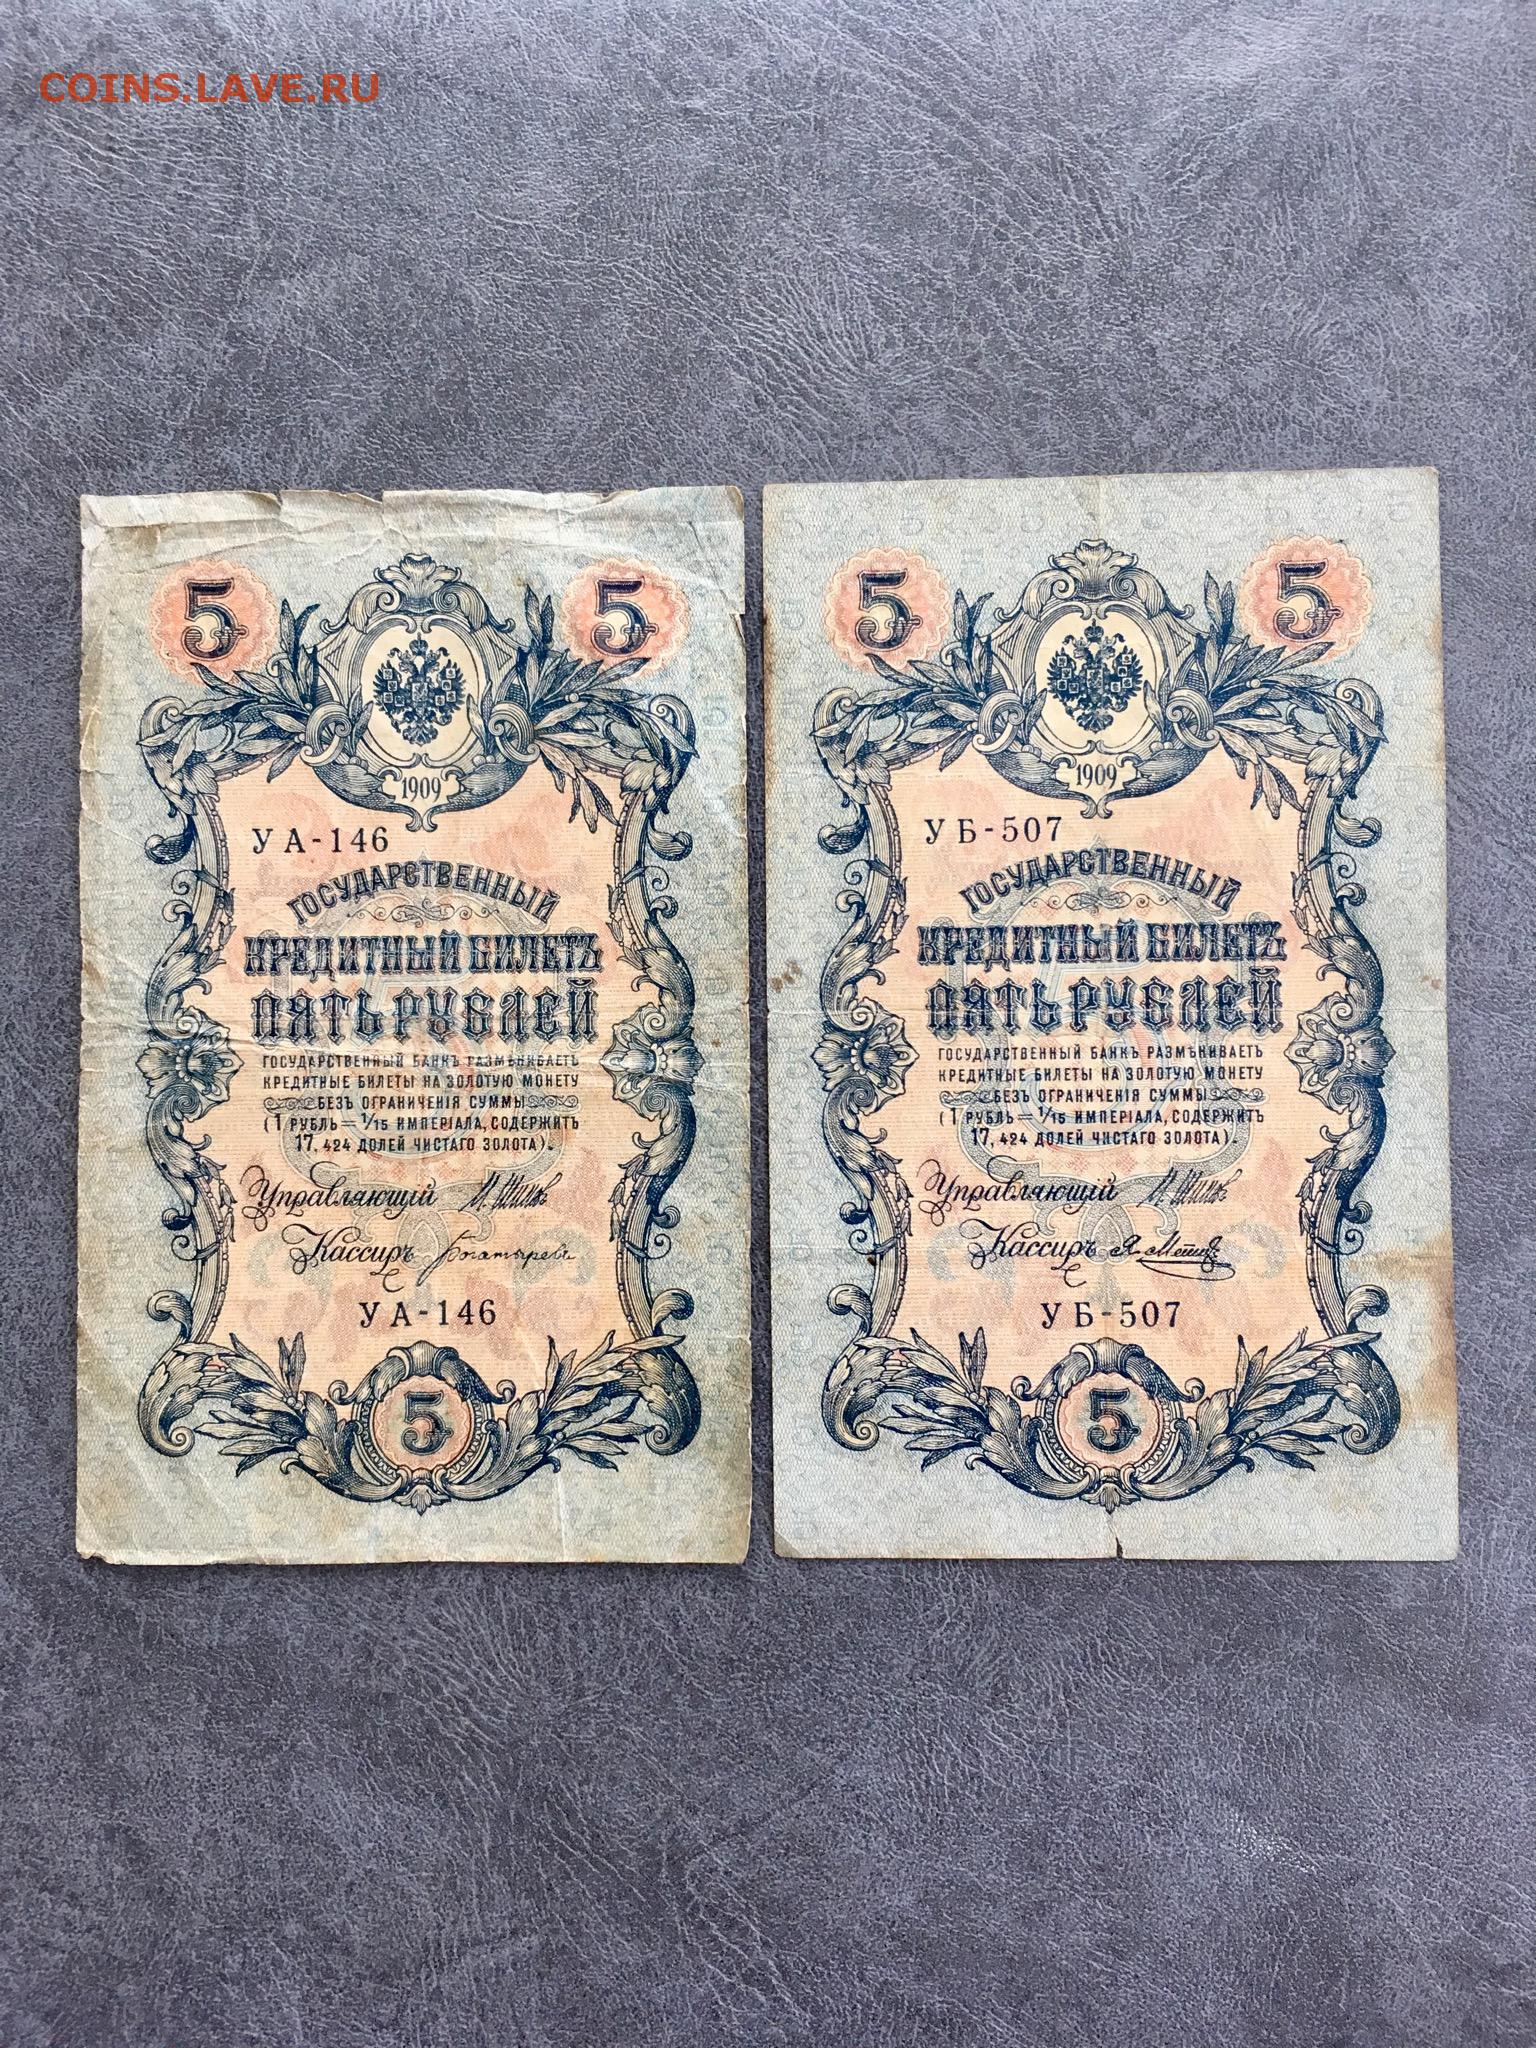 COINS.LAVE.RU
5 5
1909
УА-146
ГОСУДАРСТВЕННЫЙ
КРЕДИТНЫЙ БИЛЕТЪ
ПЯТЬ РУБЛЕЙ
ГОСУДАРСТВЕННЫЙ БАНКЪ РАЗМѢНИВАЕТЪ
КРЕДИТНЫЕ БИЛЕТЫ НА ЗОЛОТУЮ МОНЕТУ
БЕЗЪ ОГРАНИЧЕНІЯ СУММЫ
(1 РУБЛЬ = 1/15 ИМПЕРІАЛА, СОДЕРЖИТЪ
17,424 ДОЛЕЙ ЧИСТАГО ЗОЛОТА).
Управляющій И. Шиповъ
Кассиръ Богатыревъ
УА-146
5
5 5
1909
УБ-507
ГОСУДАРСТВЕННЫЙ
КРЕДИТНЫЙ БИЛЕТЪ
ПЯТЬ РУБЛЕЙ
ГОСУДАРСТВЕННЫЙ БАНКЪ РАЗМѢНИВАЕТЪ
КРЕДИТНЫЕ БИЛЕТЫ НА ЗОЛОТУЮ МОНЕТУ
БЕЗЪ ОГРАНИЧЕНІЯ СУММЫ
(1 РУБЛЬ = 1/15 ИМПЕРІАЛА, СОДЕРЖИТЪ
17,424 ДОЛЕЙ ЧИСТАГО ЗОЛОТА).
Управляющій И. Шиповъ
Кассиръ Я. Метцъ
УБ-507
5